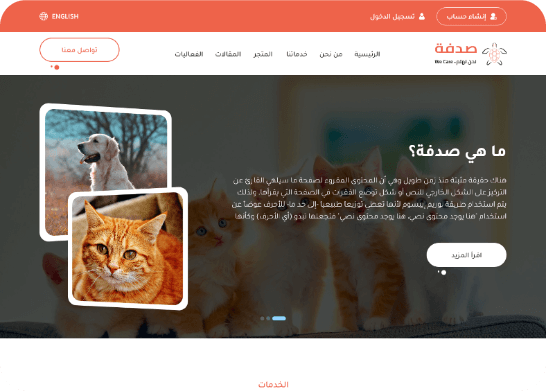 إنشاء حساب
تسجيل الدخول
ENGLISH
صدفة
نحن نهتم - We Care
الرئيسية
من نحن
خدماتنا
المتجر
المقالات
الفعاليات
تواصل معنا
ما هي صدفة؟
هناك حقيقة مثبتة منذ زمن طويل وهي أن المحتوى المقروء لصفحة ما سيلهي القارئ عن
التركيز على الشكل الخارجي للنص أو شكل توضع الفقرات في الصفحة التي يقرأها. ولذلك
يتم استخدام طريقة لوريم إيبسوم لأنها تعطي توزيعاَ طبيعياَ -إلى حد ما- للأحرف عوضاً عن
استخدام "هنا يوجد محتوى نصي، هنا يوجد محتوى نصي" فتجعلها تبدو (أي الأحرف) وكأنها
اقرأ المزيد
الخدمات